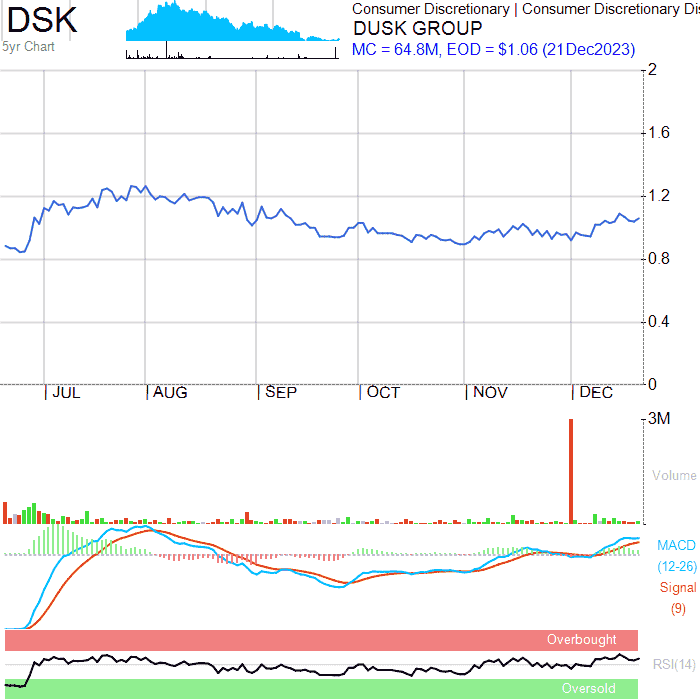 DSK
5yr Chart
Consumer Discretionary | Consumer Discretionary Dis
DUSK GROUP
MC = 64.8M, EOD = $1.06 (21Dec2023)
2
1.6
1.2
0.8
0.4
0
| JUL | AUG | SEP | OCT | NOV | DEC
3M
Volume
MACD
(12-26)
Signal
(9)
Overbought
RSI(14)
Oversold